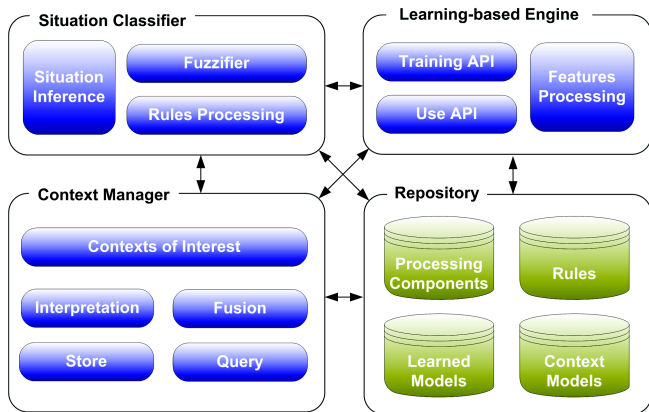 Situation Classifier
Situation
Inference
Fuzzifier
Rules Processing
Learning-based Engine
Training API
Use API
Features
Processing
Context Manager
Contexts of Interest
Interpretation
Fusion
Store
Query
Repository
Processing
Components
Rules
Learned
Models
Context
Models